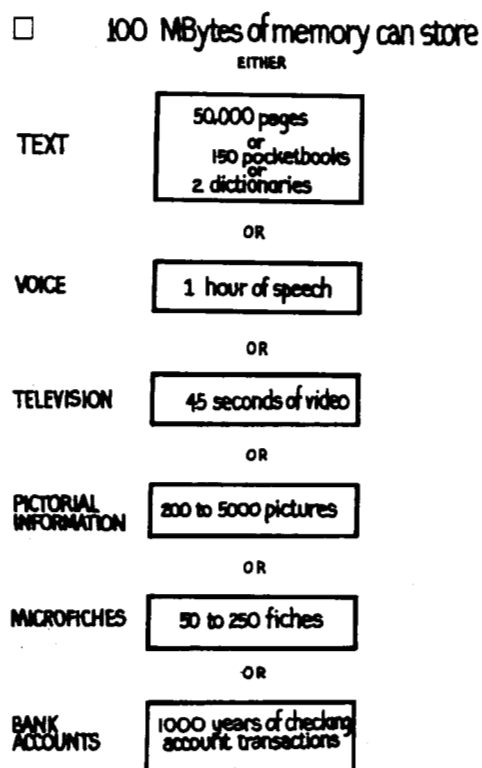 100 MBytes of memory can store
EITHER
TEXT
50,000 pages
or
150 pocketbooks
or
2 dictionaries
OR
VOICE
1 hour of speech
OR
TELEVISION
45 seconds of video
OR
PICTORIAL
INFORMATION
200 to 5000 pictures
OR
MICROFICHES
50 to 250 fiches
OR
BANK
ACCOUNTS
1000 years of checking
account transactions